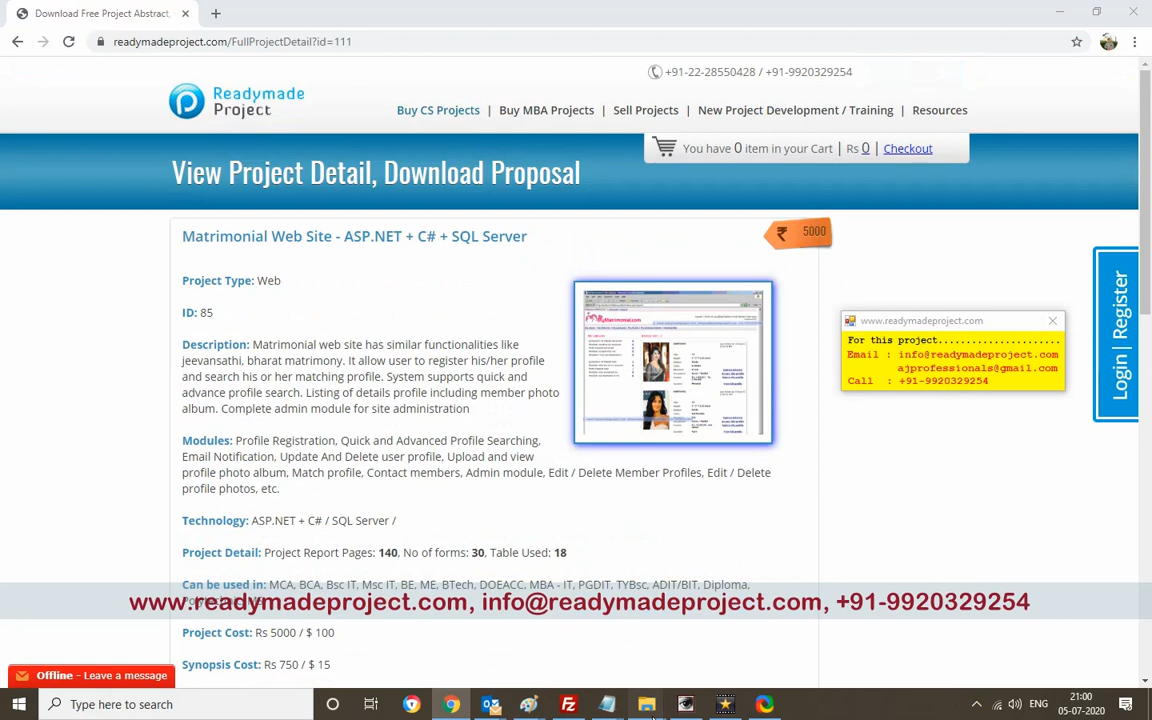 Download Free Project Abstract,
readymadeproject.com/FullProjectDetail?id=111
+91-22-28550428 / +91-9920329254
Readymade
Project
Buy CS Projects | Buy MBA Projects | Sell Projects | New Project Development / Training | Resources
You have 0 item in your Cart | Rs 0 | Checkout
View Project Detail, Download Proposal
Matrimonial Web Site - ASP.NET + C# + SQL Server
₹ 5000
Project Type: Web
ID: 85
Description: Matrimonial web site has similar functionalities like
jeevansathi, bharat matrimony. It allow user to register his/her profile
and search his or her matching profile. System supports quick and
advance profile search. Listing of details profile including member photo
album. Complete admin module for site administration
Modules: Profile Registration, Quick and Advanced Profile Searching,
Email Notification, Update And Delete user profile, Upload and view
profile photo album, Match profile, Contact members, Admin module, Edit / Delete Member Profiles, Edit / Delete
profile photos, etc.
Technology: ASP.NET + C# / SQL Server /
Project Detail: Project Report Pages: 140, No of forms: 30, Table Used: 18
Can be used in: MCA, BCA, Bsc IT, Msc IT, BE, ME, BTech, DOEACC, MBA - IT, PGDIT, TYBsc, ADIT/BIT, Diploma,
www.readymadeproject.com, info@readymadeproject.com, +91-9920329254
Project Cost: Rs 5000 / $ 100
Synopsis Cost: Rs 750 / $ 15
www.readymadeproject.com
For this project.....................
Email : info@readymadeproject.com
ajprofessionals@gmail.com
Call : +91-9920329254
Login | Register
Offline - Leave a message
Type here to search
ENG
21:00
05-07-2020